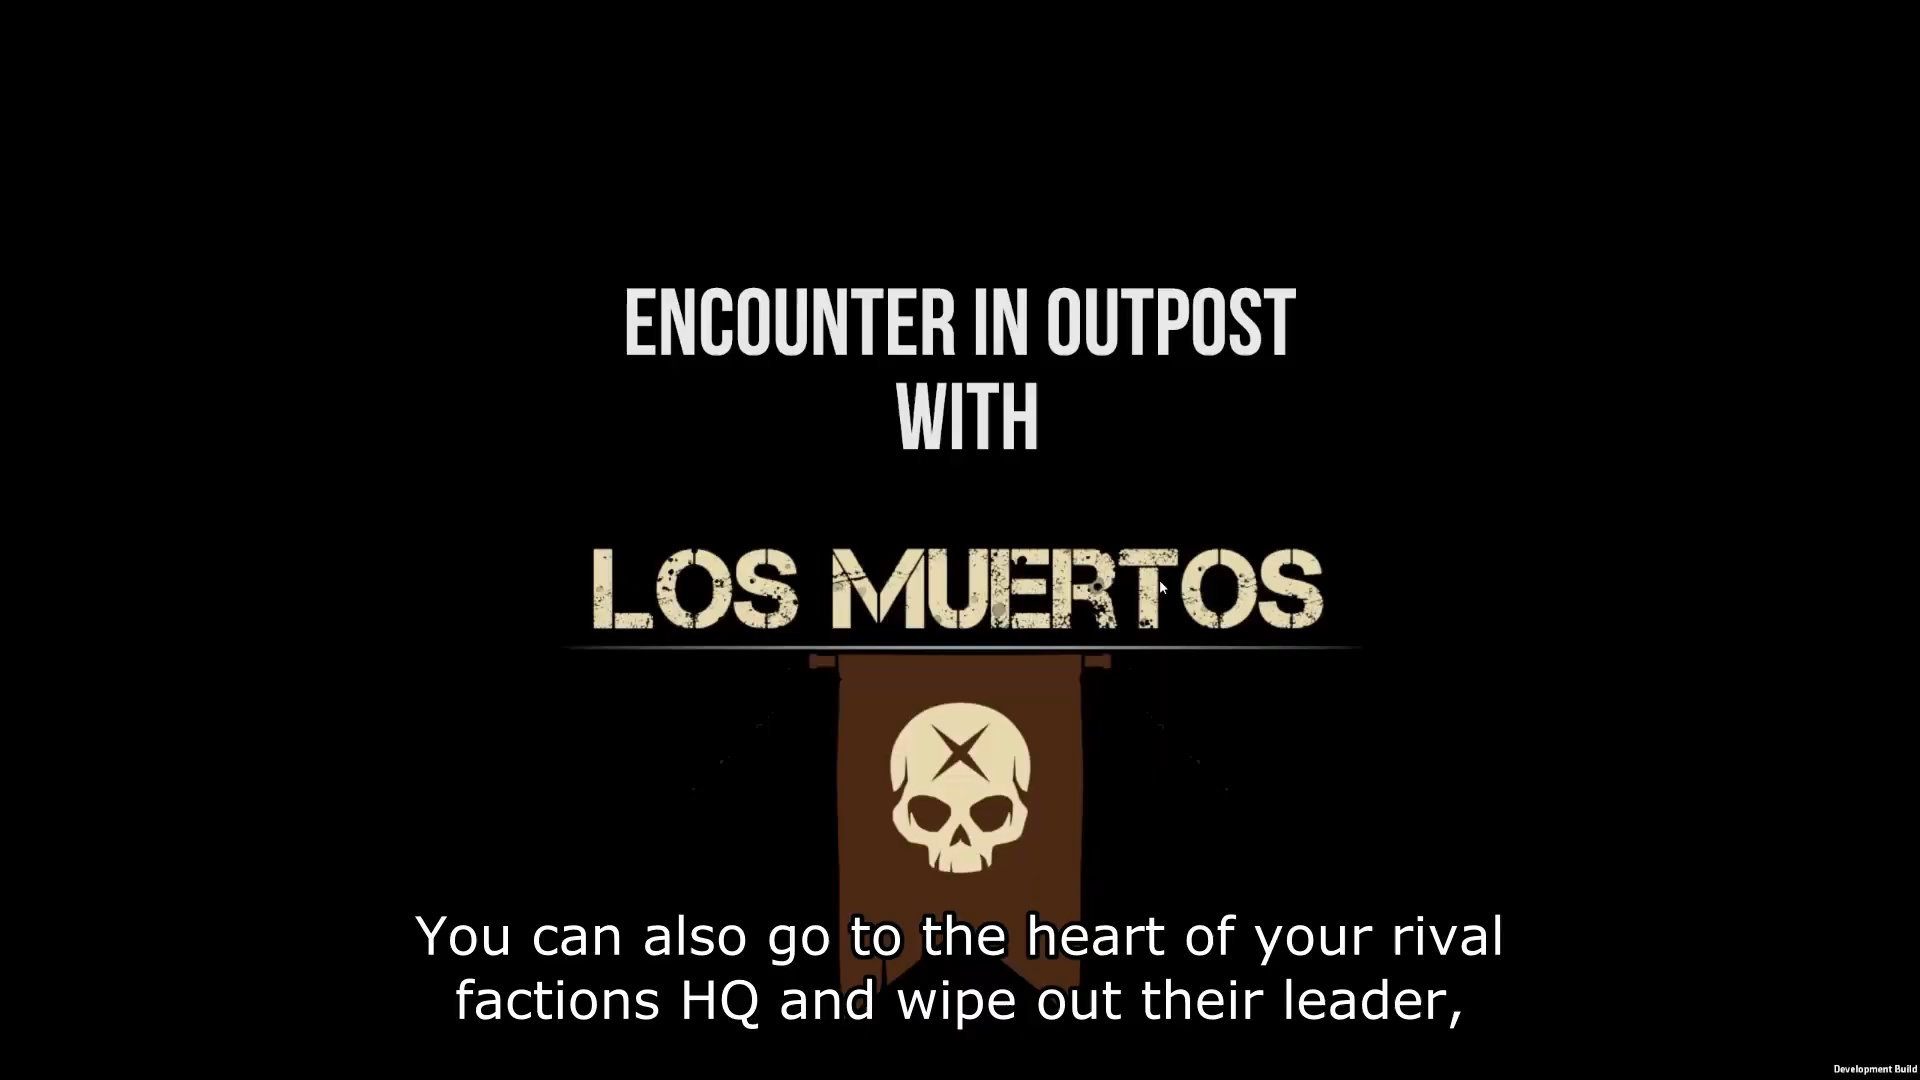 ENCOUNTER IN OUTPOST
WITH
LOS MUERTOS
You can also go to the heart of your rival
factions HQ and wipe out their leader,
Development Build